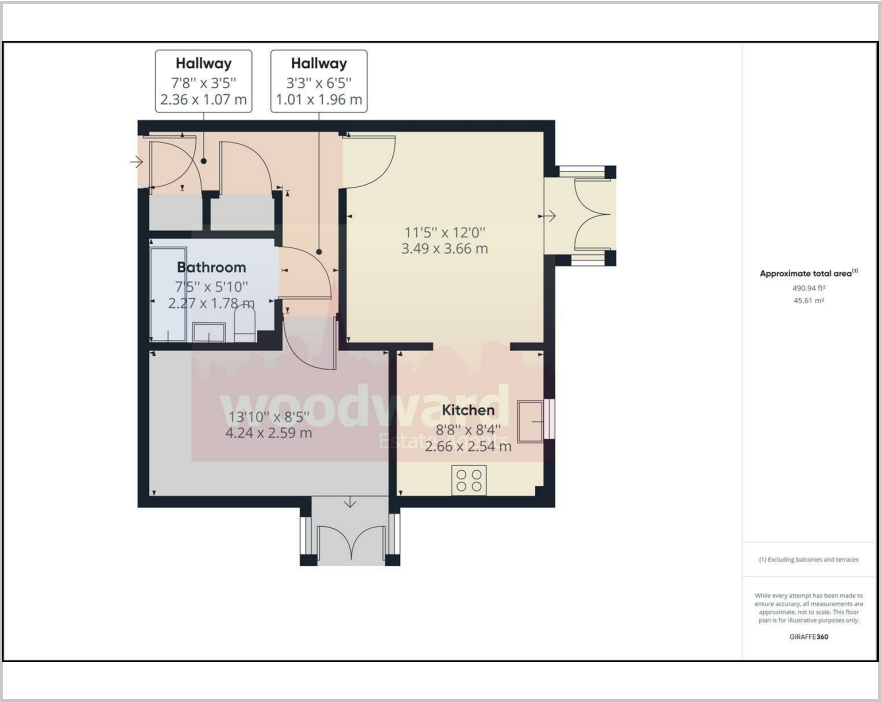 Hallway
7'8" x 3'5"
2.36 x 1.07 m
Hallway
3'3" x 6'5"
1.01 x 1.96 m
11'5" x 12'0"
3.49 x 3.66 m
Bathroom
7'5" x 5'10"
2.27 x 1.78 m
13'10" x 8'5"
4.24 x 2.59 m
Kitchen
8'8" x 8'4"
2.66 x 2.54 m
woodward
Estate Agents
Approximate total area(1)
490.94 ft²
45.61 m²
(1) Excluding balconies and terraces
While every attempt has been made to
ensure accuracy, all measurements are
approximate, not to scale. This floor
plan is for illustrative purposes only.
GIRAFFE360